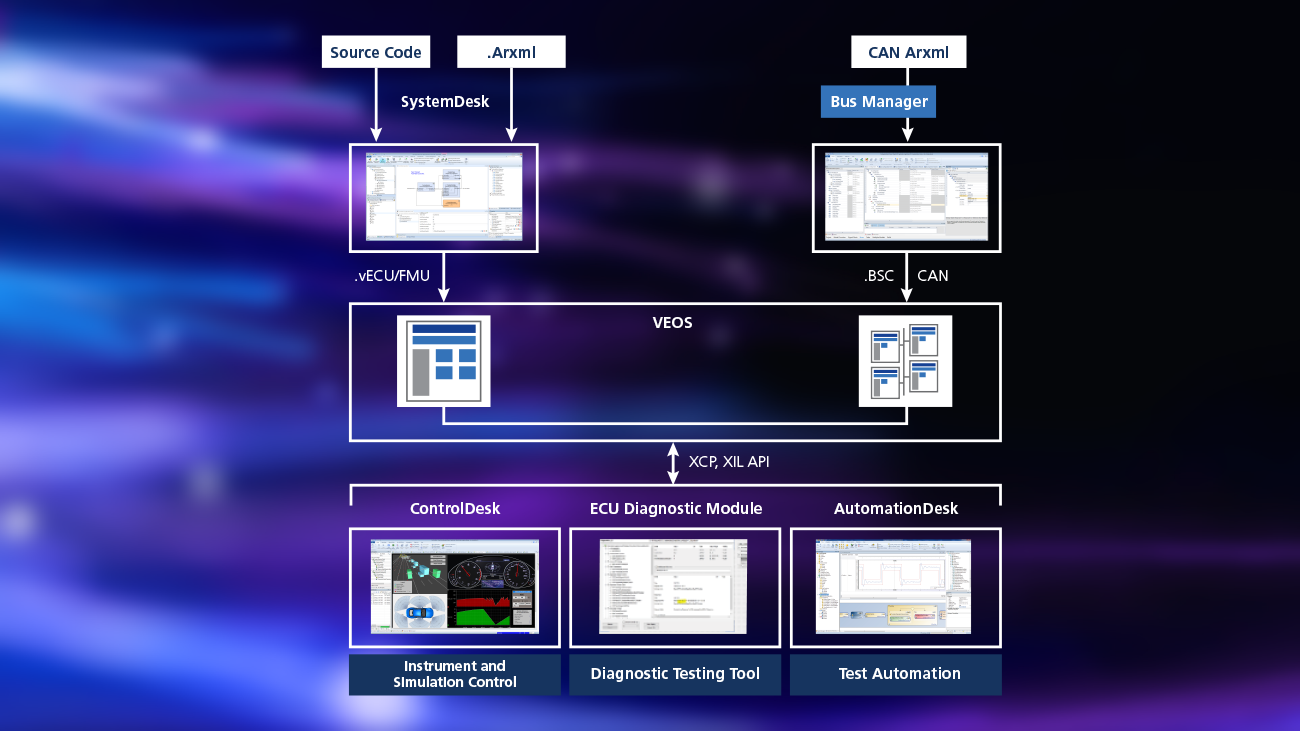 Source Code
.Arxml
CAN Arxml
SystemDesk
Bus Manager
.vECU/FMU
.BSC
CAN
VEOS
XCP, XIL API
ControlDesk
ECU Diagnostic Module
AutomationDesk
Instrument and
Simulation Control
Diagnostic Testing Tool
Test Automation